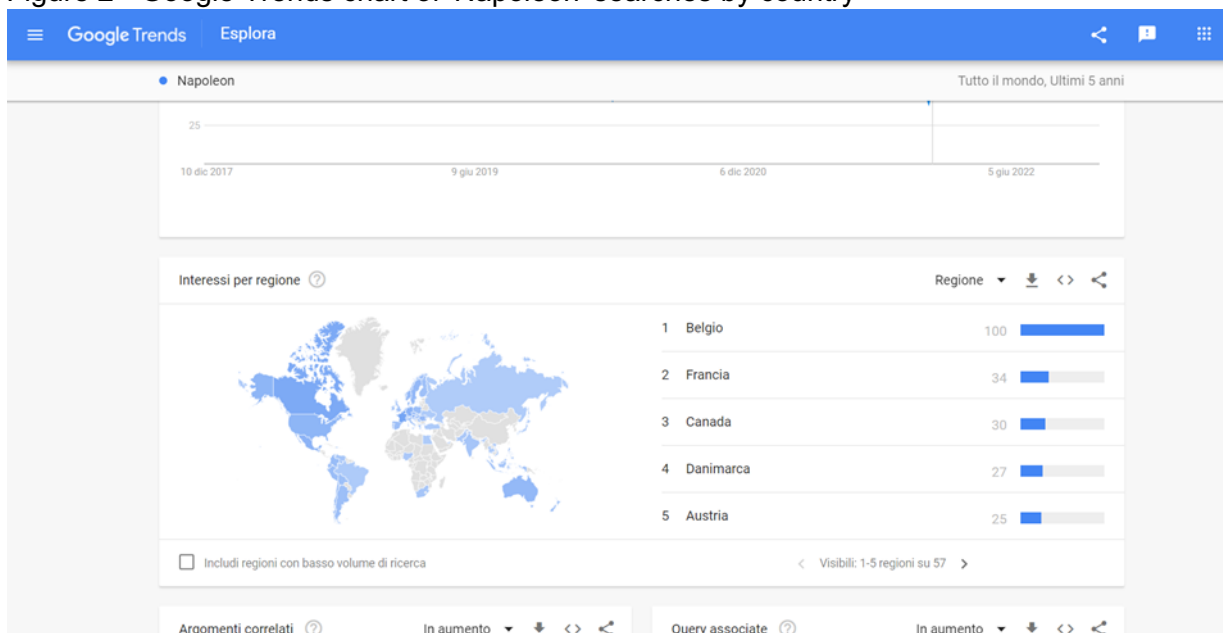 Figure 2 - Google Trends chart of 'Napoleon' searches by country
Google Trends Esplora
Napoleon Tutto il mondo, Ultimi 5 anni
25
10 dic 2017 9 giu 2019 6 dic 2020 5 giu 2022
Interessi per regione Regione
1 Belgio 100
2 Francia 34
3 Canada 30
4 Danimarca 27
5 Austria 25
Includi regioni con basso volume di ricerca Visibili: 1-5 regioni su 57
Argomenti correlati In aumento Query associate In aumento